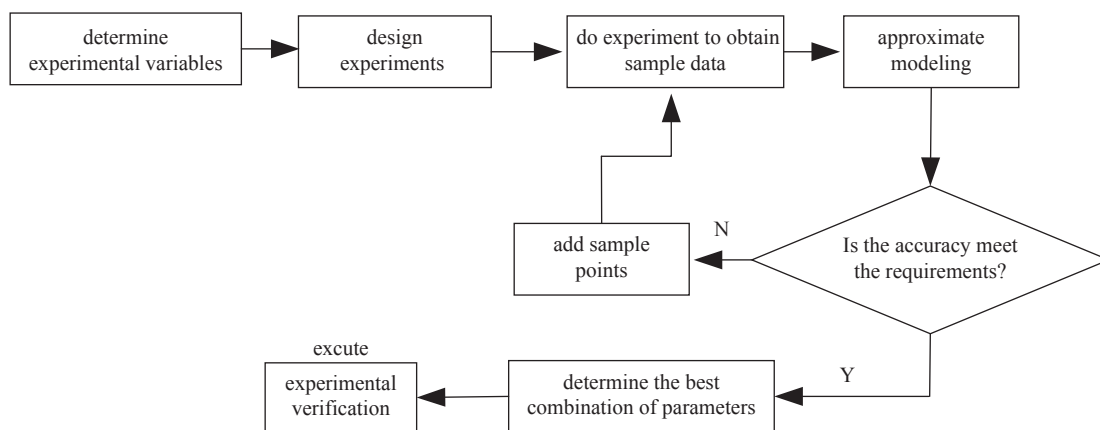 determine
experimental variables
design
experiments
do experiment to obtain
sample data
approximate
modeling
Is the accuracy meet
the requirements?
N
add sample
points
Y
determine the best
combination of parameters
excute
experimental
verification